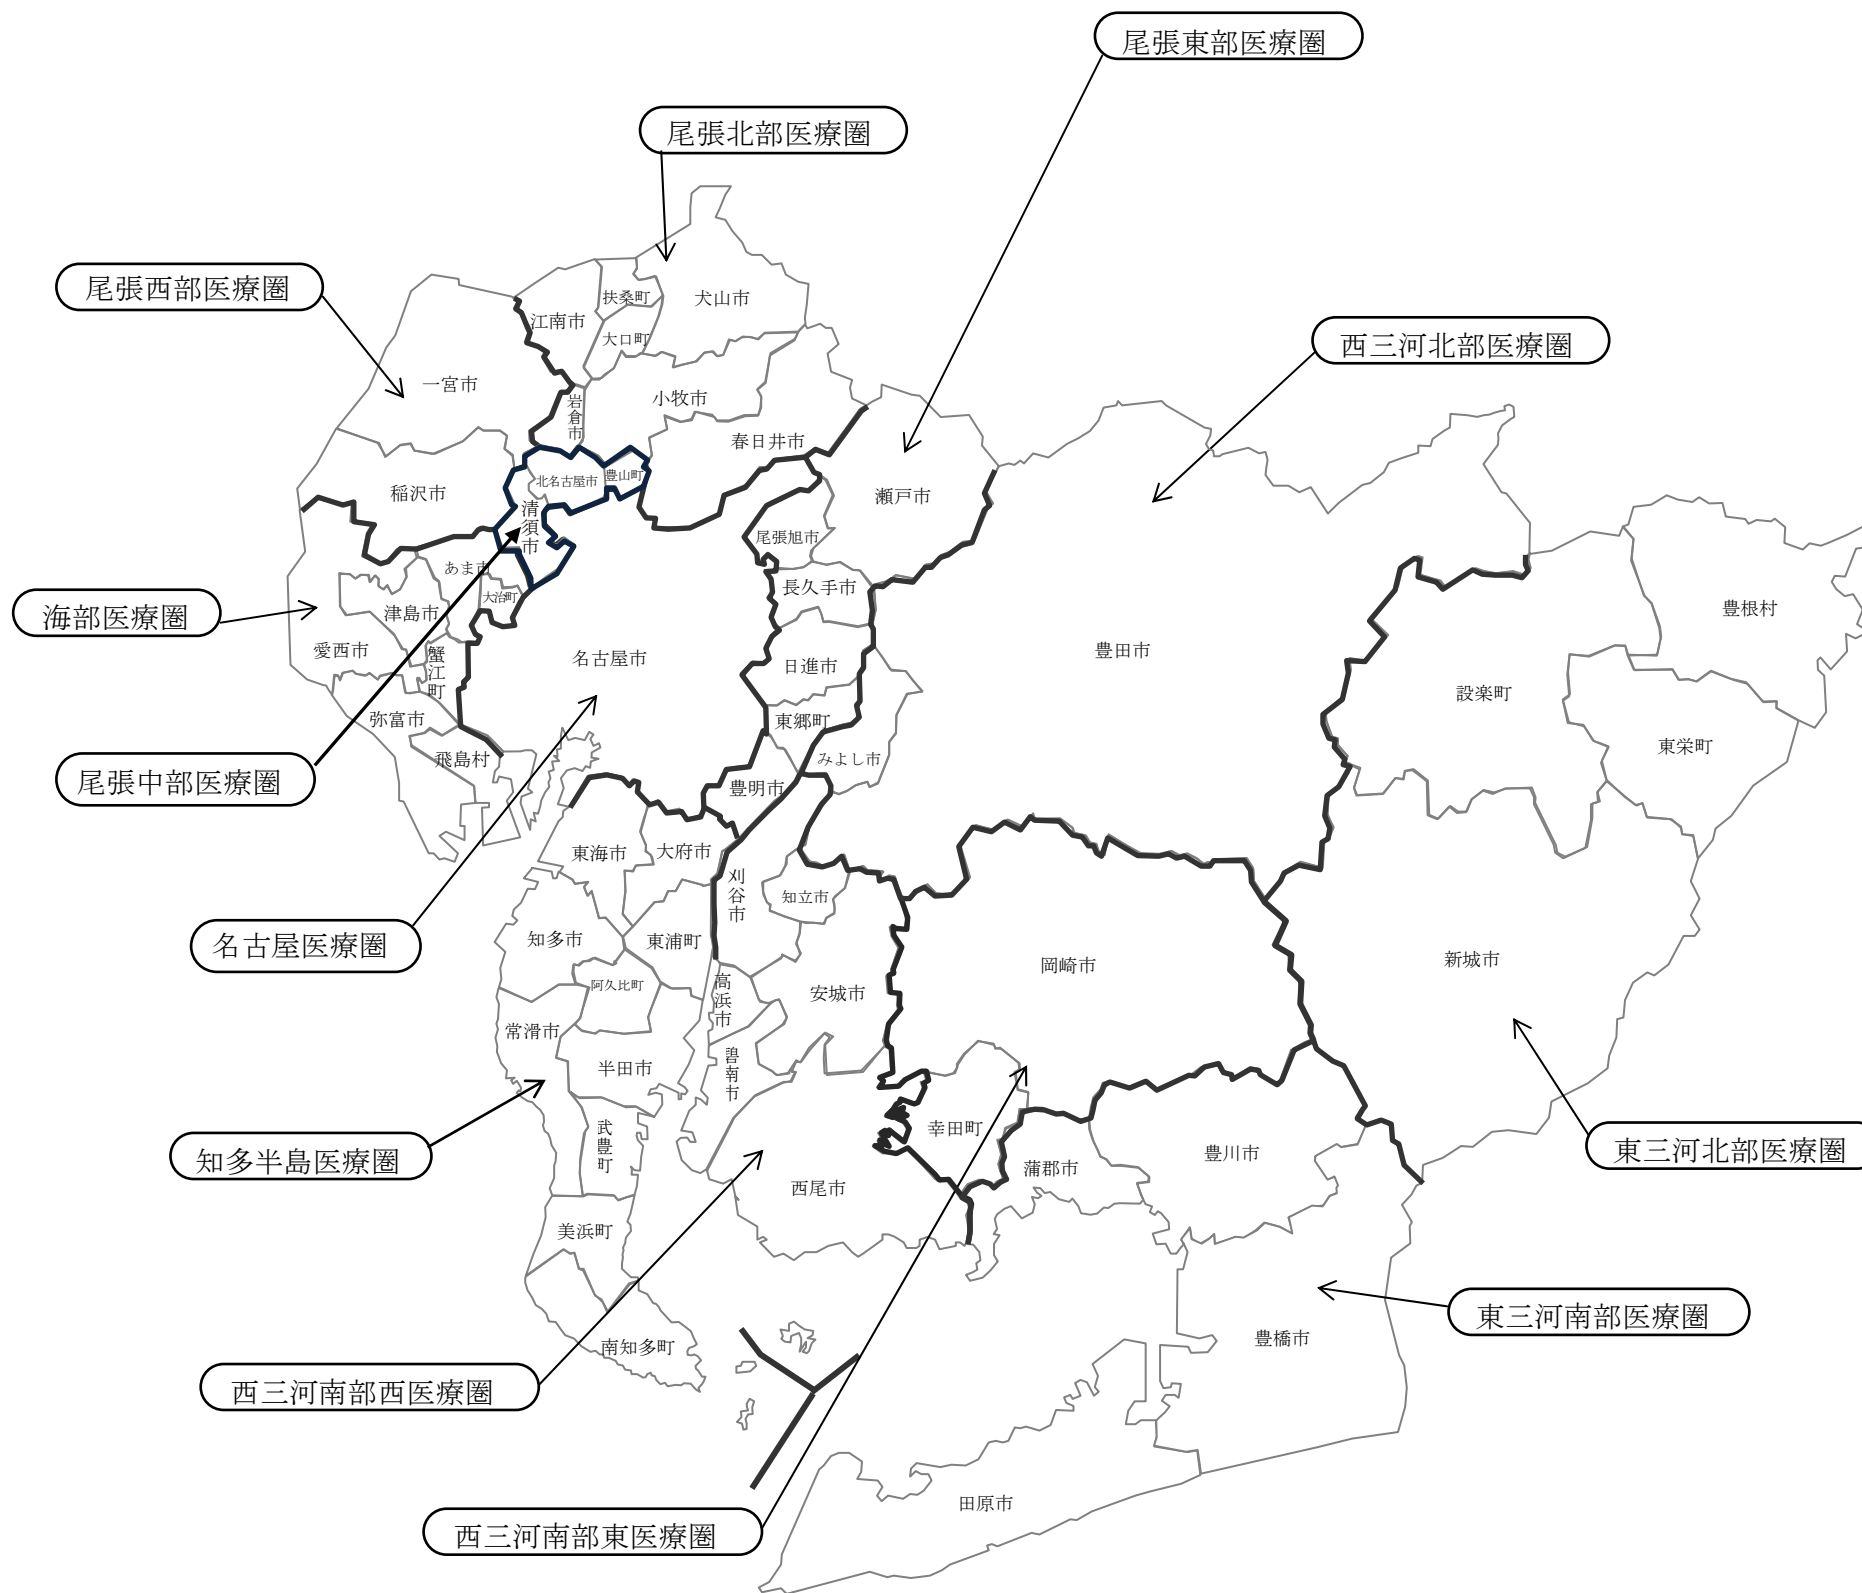 尾張東部医療圏
尾張北部医療圏
尾張西部医療圏
西三河北部医療圏
扶桑町
犬山市
江南市
大口町
一宮市
小牧市
岩倉市
春日井市
豊山町
北名古屋市
稲沢市
瀬戸市
清須市
尾張旭市
あま市
長久手市
大治町
海部医療圏
津島市
豊根村
愛西市
豊田市
名古屋市
蟹江町
日進市
設楽町
弥富市
東郷町
東栄町
飛島村
みよし市
尾張中部医療圏
豊明市
東海市
大府市
刈谷市
知立市
名古屋医療圏
知多市
東浦町
新城市
岡崎市
阿久比町
安城市
高浜市
常滑市
半田市
碧南市
幸田町
武豊町
知多半島医療圏
東三河北部医療圏
豊川市
蒲郡市
西尾市
美浜町
東三河南部医療圏
豊橋市
南知多町
西三河南部西医療圏
田原市
西三河南部東医療圏